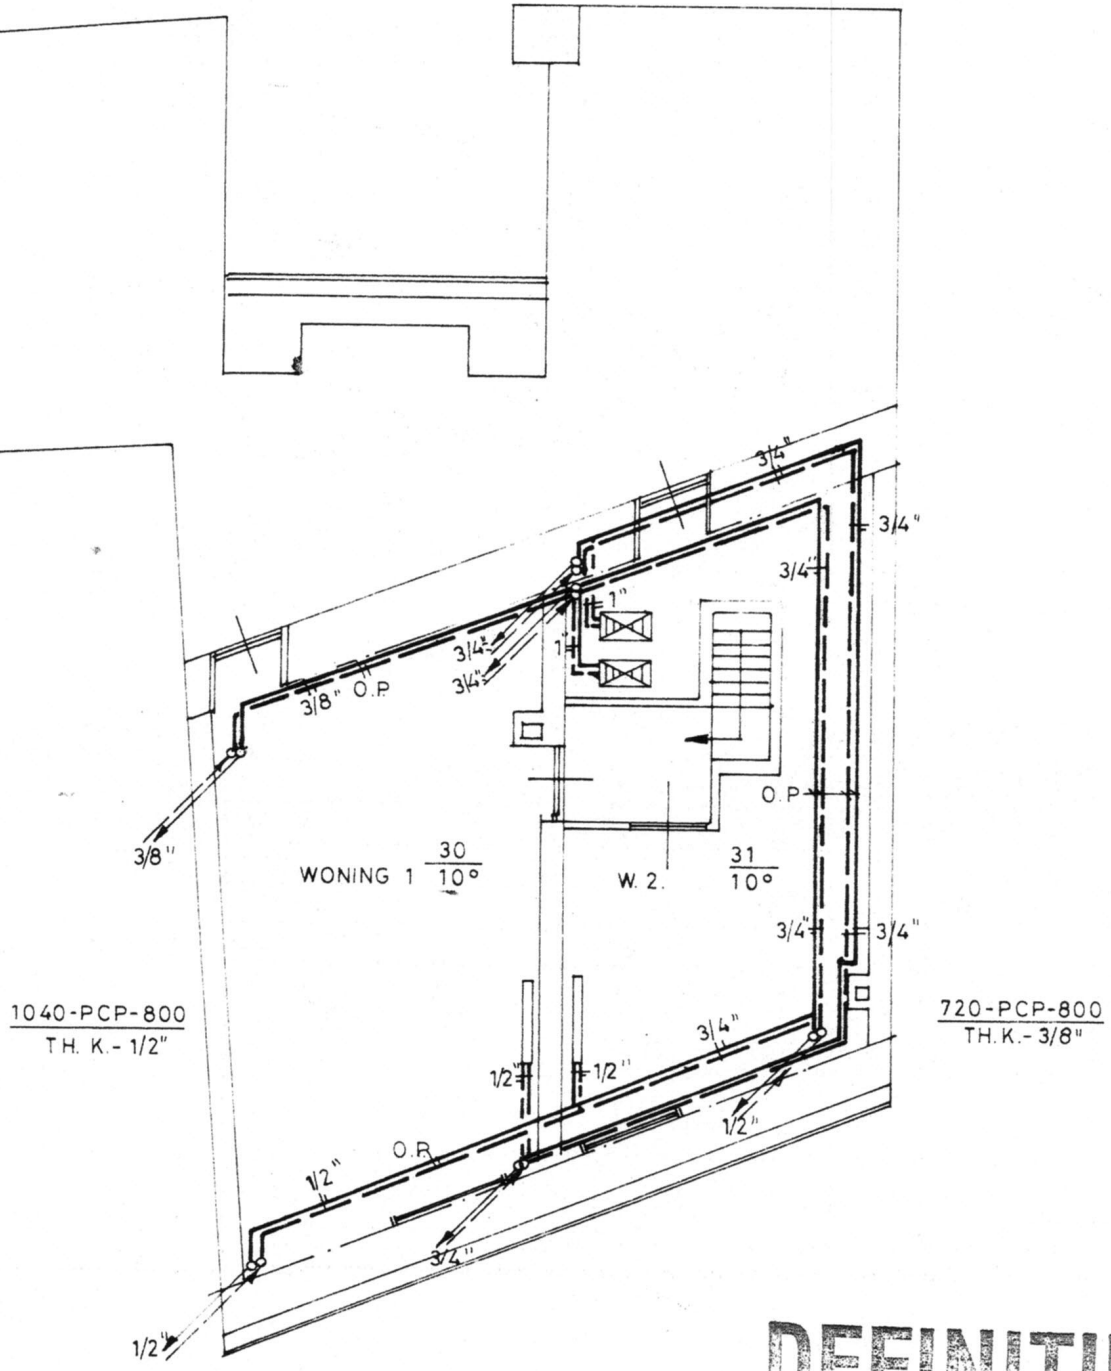 3/4"
3/4"
3/4"
1"
3/4"
1"
3/4"
O.P.
3/8"
O.P
3/8"
30
WONING 1
10°
W. 2.
31
10°
3/4"
3/4"
1040-PCP-800
TH. K.- 1/2"
720-PCP-800
TH. K.- 3/8"
3/4"
1/2"
1/2"
1/2"
O.P.
1/2"
3/4"
1/2"